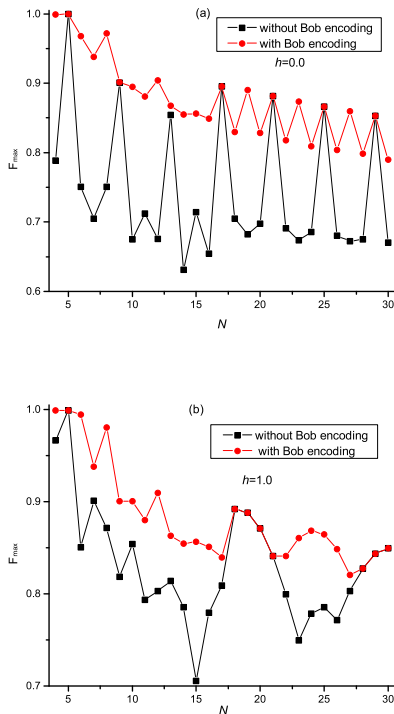 (a)
without Bob encoding
with Bob encoding
h=0.0
1.0
0.9
0.8
0.7
0.6
Fmax
5 10 15 20 25 30
N
(b)
without Bob encoding
with Bob encoding
h=1.0
1.0
0.9
0.8
0.7
Fmax
5 10 15 20 25 30
N